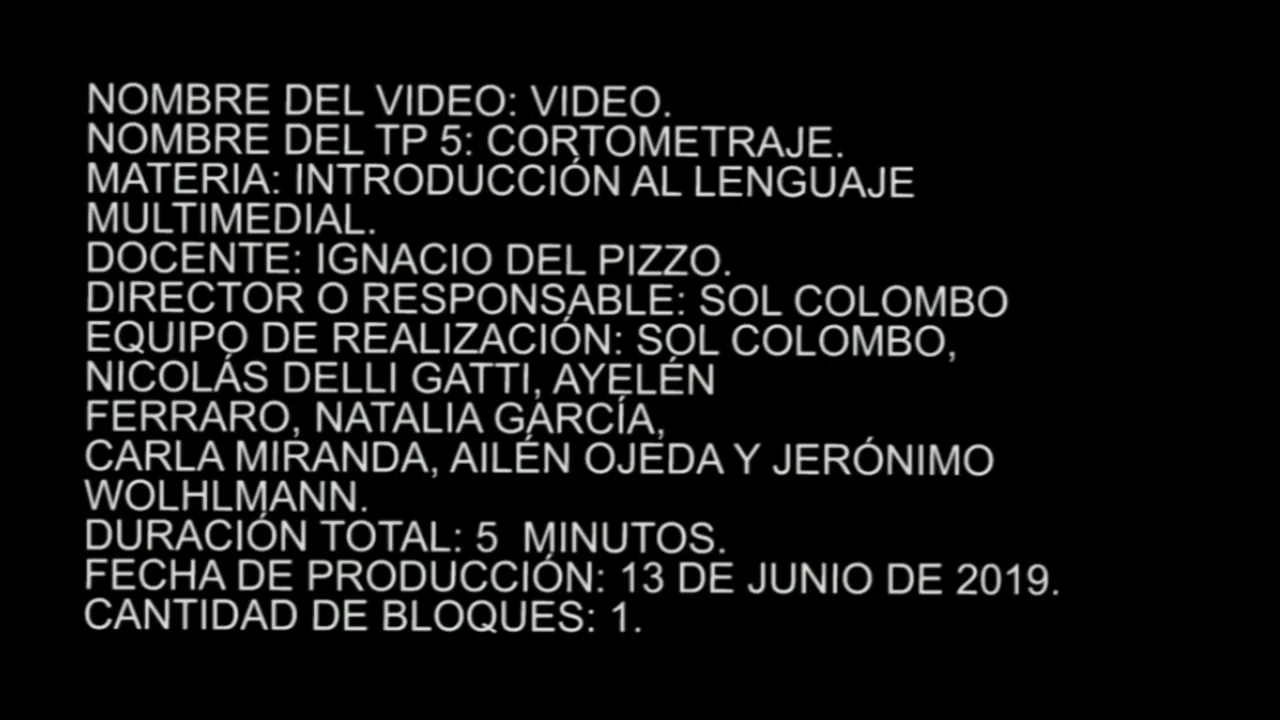 NOMBRE DEL VIDEO: VIDEO.
NOMBRE DEL TP 5: CORTOMETRAJE.
MATERIA: INTRODUCCIÓN AL LENGUAJE
MULTIMEDIAL.
DOCENTE: IGNACIO DEL PIZZO.
DIRECTOR O RESPONSABLE: SOL COLOMBO
EQUIPO DE REALIZACIÓN: SOL COLOMBO,
NICOLÁS DELLI GATTI, AYELÉN
FERRARO, NATALIA GARCÍA,
CARLA MIRANDA, AILÉN OJEDA Y JERÓNIMO
WOLHLMANN.
DURACIÓN TOTAL: 5  MINUTOS.
FECHA DE PRODUCCIÓN: 13 DE JUNIO DE 2019.
CANTIDAD DE BLOQUES: 1.